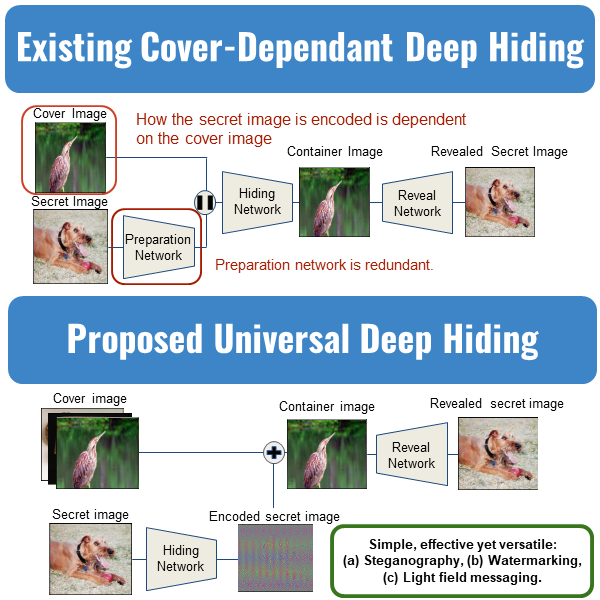 Existing Cover-Dependant Deep Hiding
Cover Image
How the secret image is encoded is dependent
on the cover image
Container Image
Revealed Secret Image
Hiding
Network
Reveal
Network
Secret Image
Preparation
Network
Preparation network is redundant.
Proposed Universal Deep Hiding
Cover image
Container image
Revealed secret image
Reveal
Network
Secret image
Hiding
Network
Encoded secret image
Simple, effective yet versatile:
(a) Steganography, (b) Watermarking,
(c) Light field messaging.